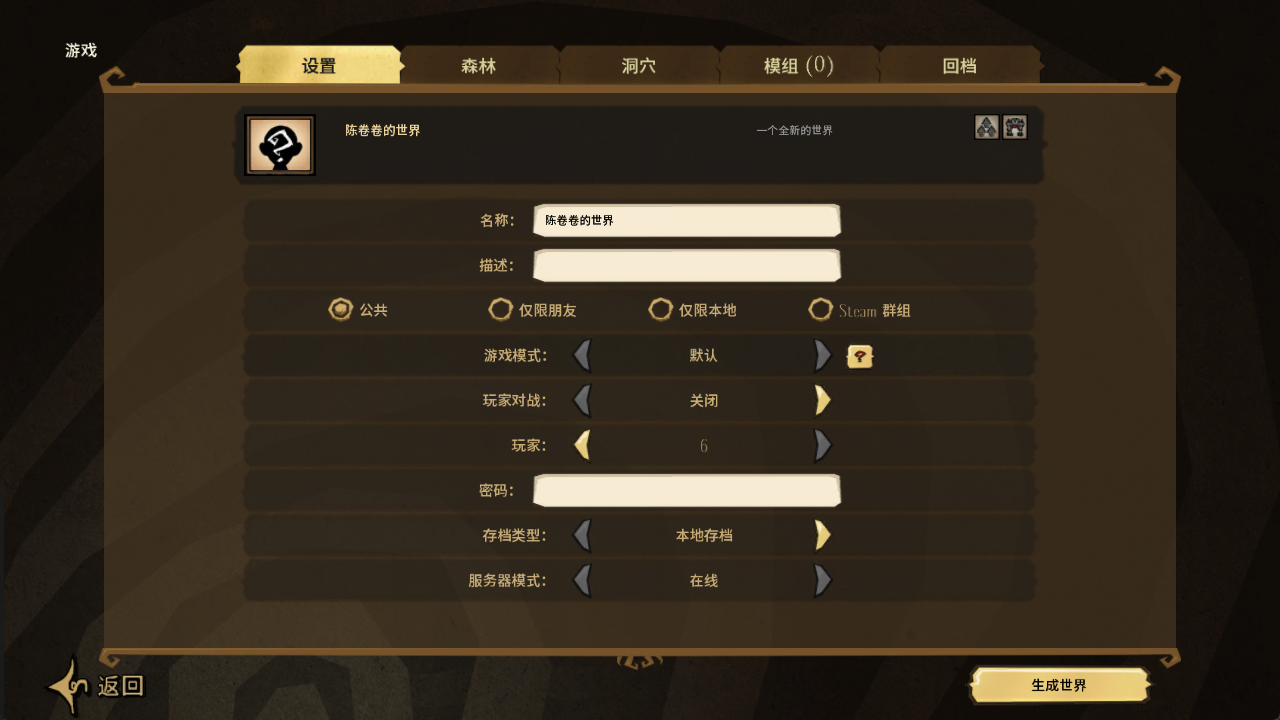 游戏
设置 森林 洞穴 模组 (0) 回档
陈卷卷的世界 一个全新的世界
名称: 陈卷卷的世界
描述:
公共 仅限朋友 仅限本地 Steam 群组
游戏模式: 默认
玩家对战: 关闭
玩家: 6
密码:
存档类型: 本地存档
服务器模式: 在线
返回 生成世界